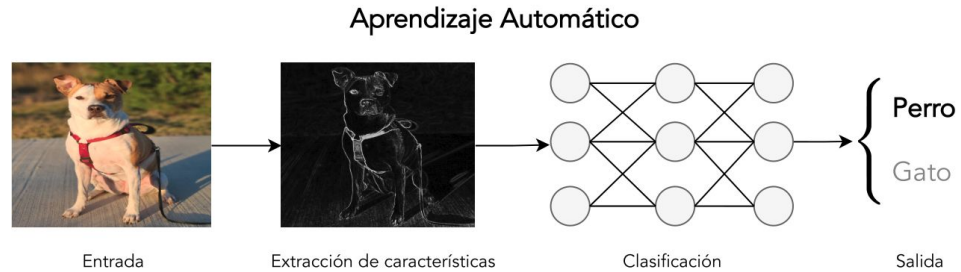 Aprendizaje Automático
Perro
Gato
Entrada
Extracción de características
Clasificación
Salida